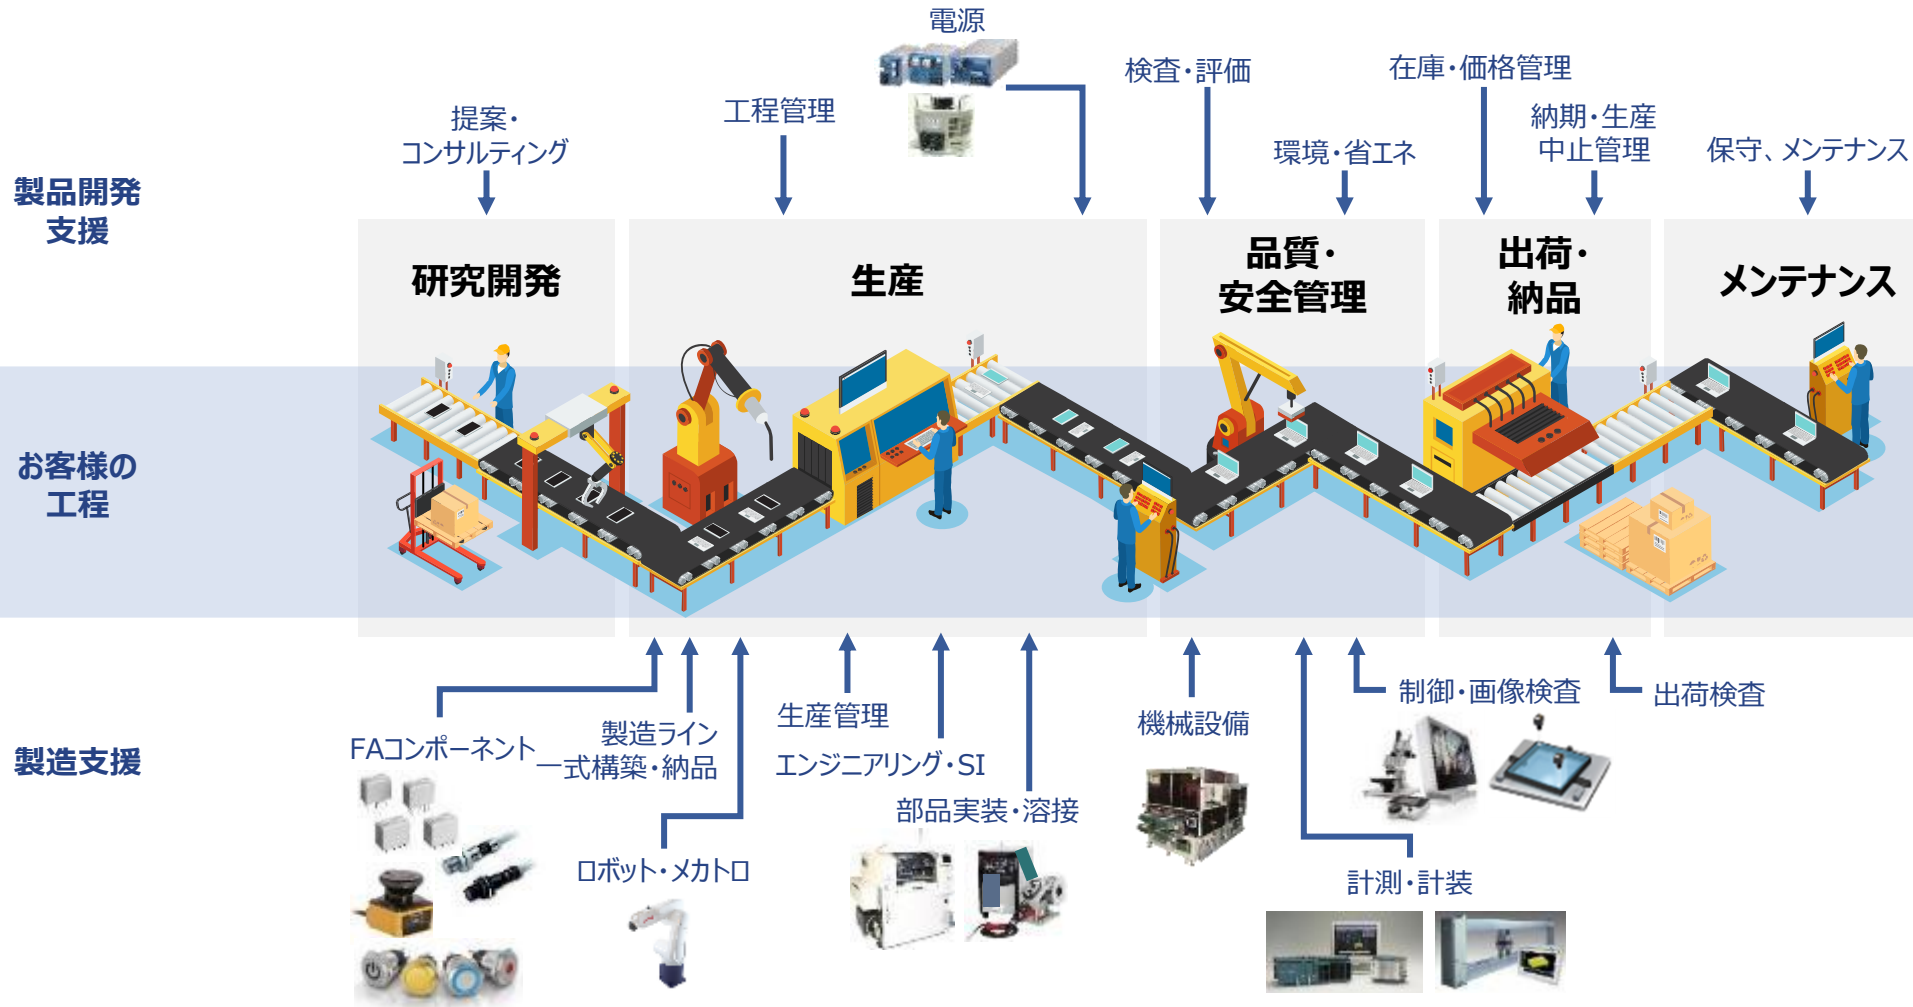 電源
検査・評価
在庫・価格管理
提案・
コンサルティング
工程管理
環境・省エネ
納期・生産
中止管理
保守、メンテナンス
製品開発
支援
研究開発
生産
品質・
安全管理
出荷・
納品
メンテナンス
お客様の
工程
製造支援
FAコンポーネント
製造ライン
一式構築・納品
生産管理
エンジニアリング・SI
部品実装・溶接
ロボット・メカトロ
機械設備
制御・画像検査
出荷検査
計測・計装